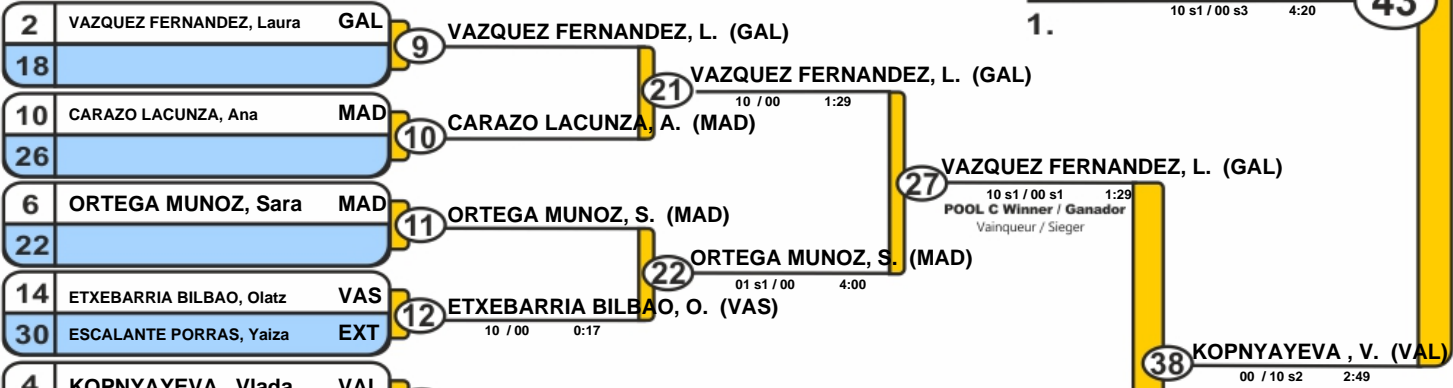 10 s1 / 00 s3 4:20
43
1.
2 VAZQUEZ FERNANDEZ, Laura GAL
18
9
VAZQUEZ FERNANDEZ, L. (GAL)
10 CARAZO LACUNZA, Ana MAD
26
10
CARAZO LACUNZA, A. (MAD)
21
VAZQUEZ FERNANDEZ, L. (GAL)
10 / 00 1:29
6 ORTEGA MUNOZ, Sara MAD
22
11
ORTEGA MUNOZ, S. (MAD)
14 ETXEBARRIA BILBAO, Olatz VAS
30 ESCALANTE PORRAS, Yaiza EXT
12
ETXEBARRIA BILBAO, O. (VAS)
10 / 00 0:17
22
ORTEGA MUNOZ, S. (MAD)
01 s1 / 00 4:00
27
VAZQUEZ FERNANDEZ, L. (GAL)
10 s1 / 00 s1 1:29
POOL C Winner / Ganador
Vainqueur / Sieger
38
KOPNYAYEVA , V. (VAL)
00 / 10 s2 2:49
4 KOPNYAYEVA , Vlada VAL